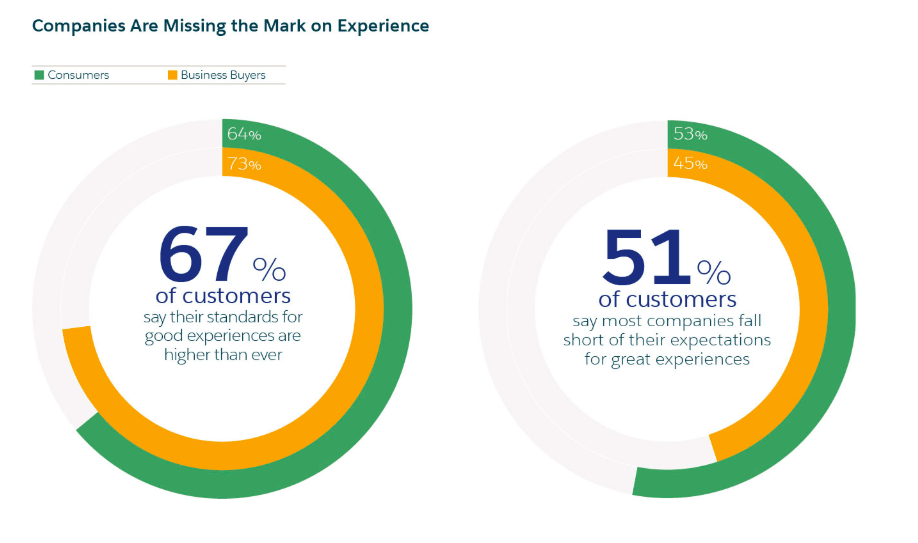 Companies Are Missing the Mark on Experience
Consumers
Business Buyers
64%
73%
67%
of customers
say their standards for
good experiences are
higher than ever
53%
45%
51%
of customers
say most companies fall
short of their expectations
for great experiences